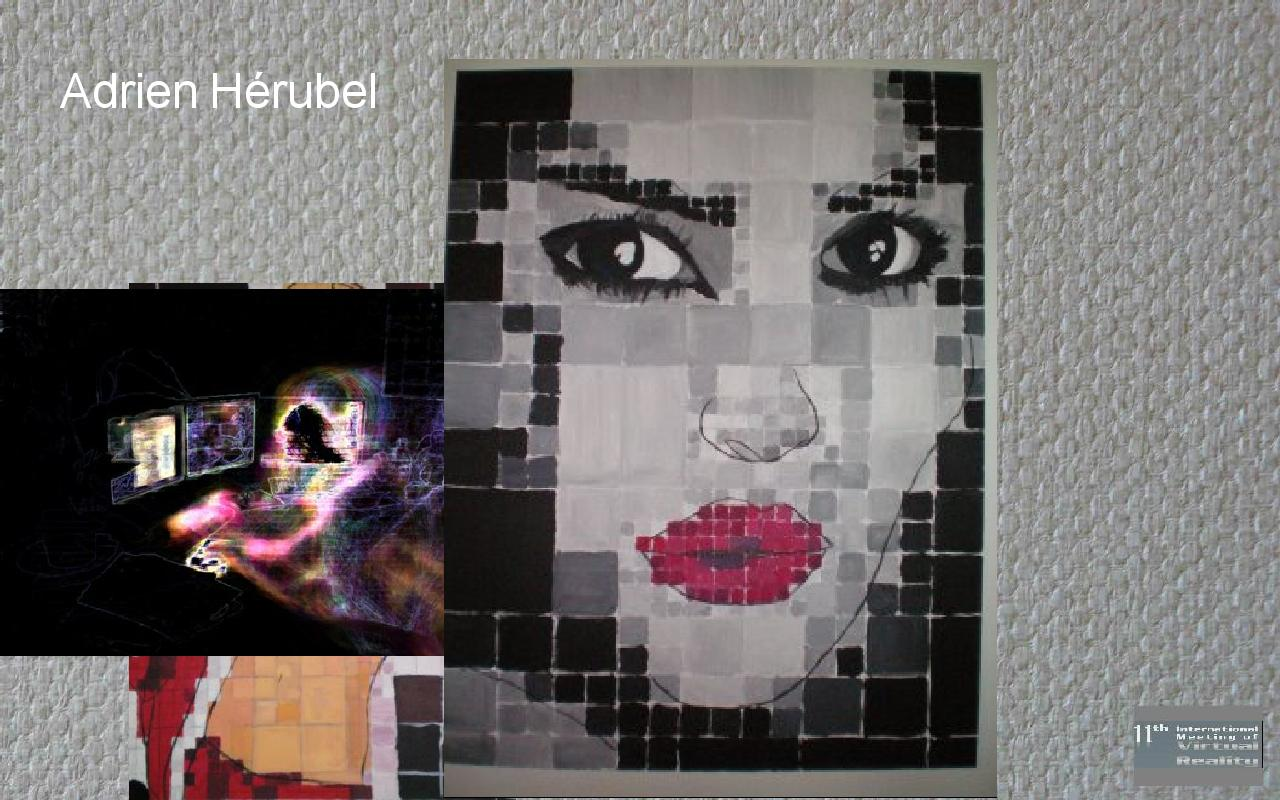 Adrien Hérubel
11th International
Meeting of
Virtual
Reality